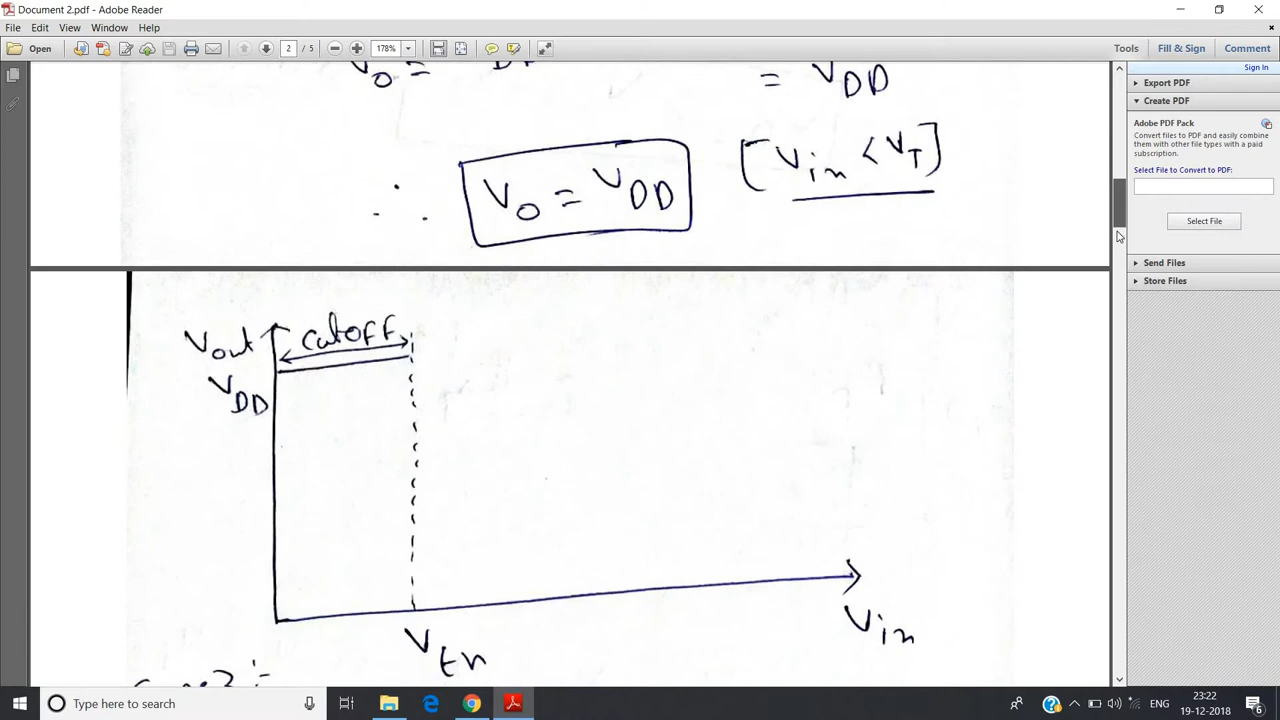 Document 2.pdf - Adobe Reader
File Edit View Window Help
Open 2 / 5 178% Tools Fill & Sign Comment
Sign In
Export PDF
Create PDF
Adobe PDF Pack
Convert files to PDF and easily combine
them with other file types with a paid
subscription.
Select File to Convert to PDF:
Select File
Send Files
Store Files
Vo =
= VDD
∴ Vo = VDD [Vin < VT]
Vout cutoff
VDD
Vin
Vtn
Type here to search
ENG
23:22
19-12-2018
6